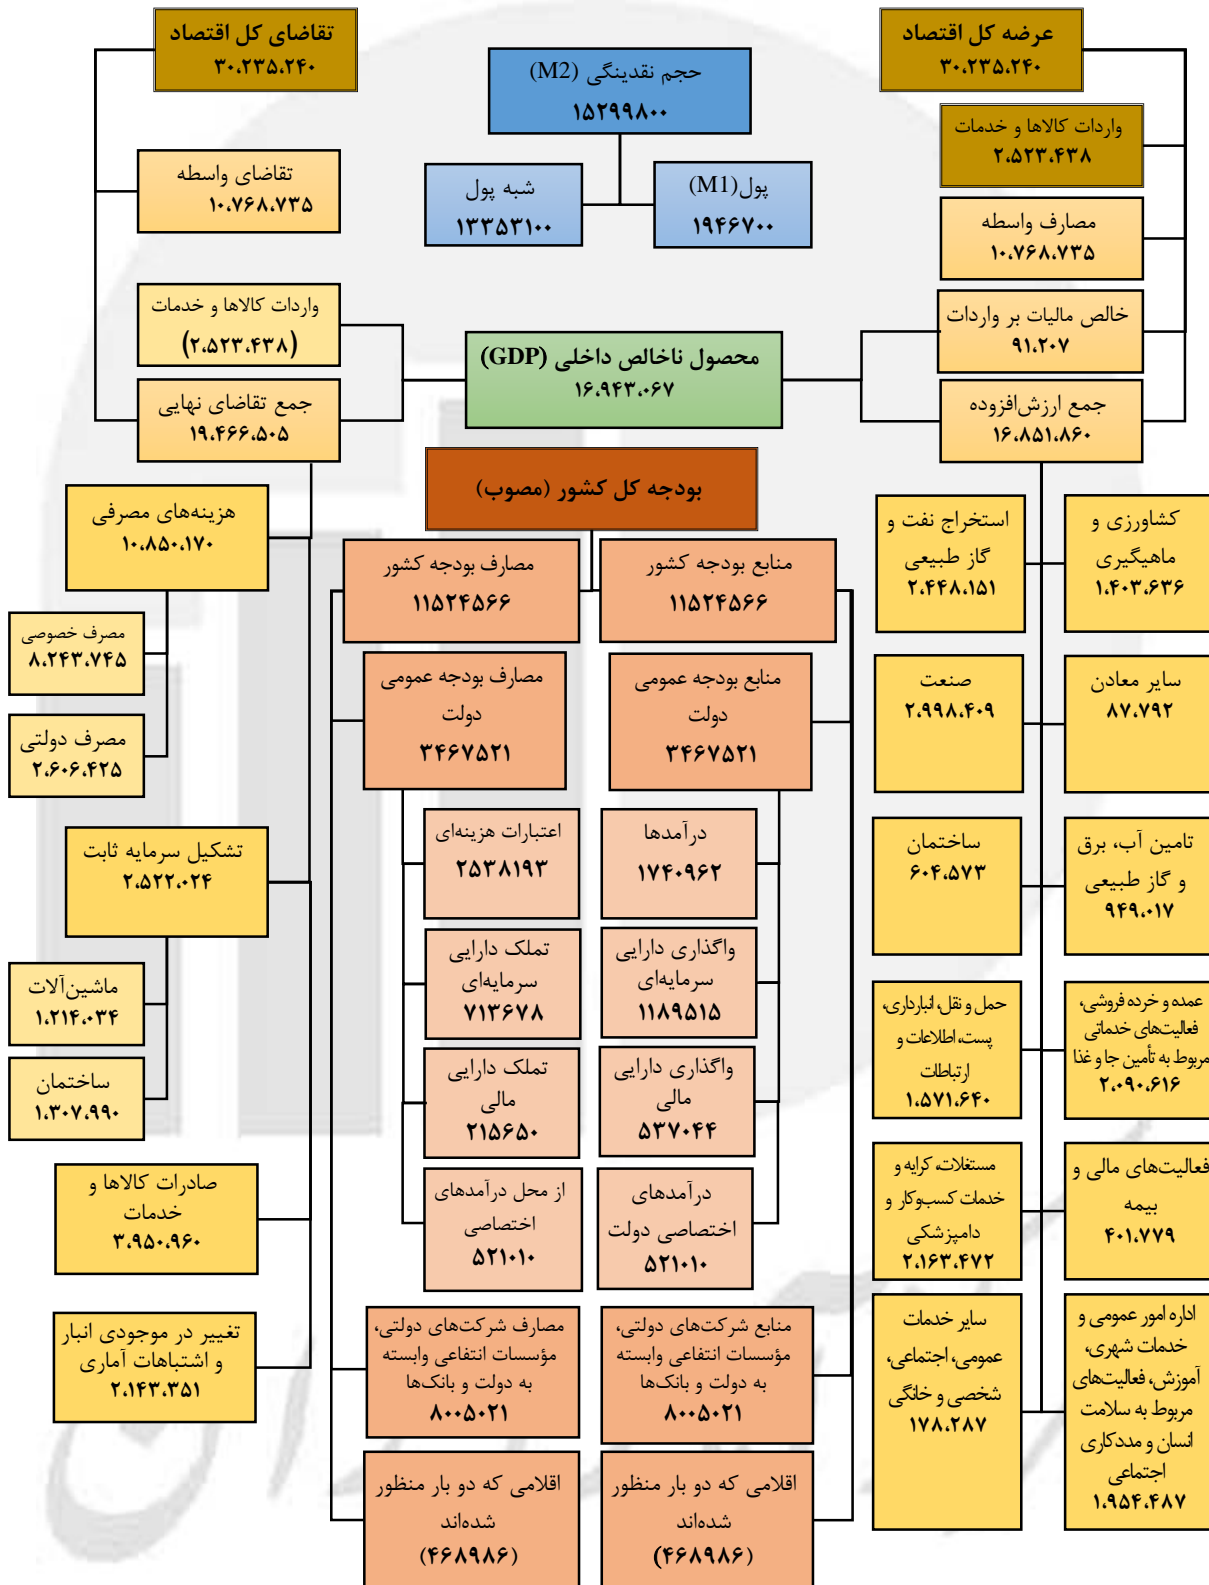 عرضه کل اقتصاد
۳۰،۲۳۵،۲۴۰
واردات کالاها و خدمات
۲،۵۲۳،۴۳۸
مصارف واسطه
۱۰،۷۶۸،۷۳۵
خالص مالیات بر واردات
۹۱،۲۰۷
جمع ارزش‌افزوده
۱۶،۸۵۱،۸۶۰
کشاورزی و
ماهیگیری
۱،۴۰۳،۶۳۶
استخراج نفت و
گاز طبیعی
۲،۴۴۸،۱۵۱
سایر معادن
۸۷،۷۹۲
صنعت
۲،۹۹۸،۴۰۹
تامین آب، برق
و گاز طبیعی
۹۴۹،۰۱۷
ساختمان
۶۰۴،۵۷۳
عمده و خرده فروشی،
فعالیت‌های خدماتی
مربوط به تأمین جا و غذا
۲،۰۹۰،۶۱۶
حمل و نقل، انبارداری،
پست، اطلاعات و
ارتباطات
۱،۵۷۱،۶۴۰
فعالیت‌های مالی و
بیمه
۴۰۱،۷۷۹
مستغلات، کرایه و
خدمات کسب‌وکار و
دامپزشکی
۲،۱۶۳،۴۷۲
اداره امور عمومی و
خدمات شهری،
آموزش، فعالیت‌های
مربوط به سلامت
انسان و مددکاری
اجتماعی
۱،۹۵۴،۴۸۷
سایر خدمات
عمومی، اجتماعی،
شخصی و خانگی
۱۷۸،۲۸۷
حجم نقدینگی (M2)
۱۵۲۹۹۸۰۰
پول(M1)
۱۹۴۶۷۰۰
شبه پول
۱۳۳۵۳۱۰۰
محصول ناخالص داخلی (GDP)
۱۶،۹۴۳،۰۶۷
بودجه کل کشور (مصوب)
منابع بودجه کشور
۱۱۵۲۴۵۶۶
مصارف بودجه کشور
۱۱۵۲۴۵۶۶
منابع بودجه عمومی
دولت
۳۴۶۷۵۲۱
مصارف بودجه عمومی
دولت
۳۴۶۷۵۲۱
درآمدها
۱۷۴۰۹۶۲
اعتبارات هزینه‌ای
۲۵۳۸۱۹۳
واگذاری دارایی
سرمایه‌ای
۱۱۸۹۵۱۵
تملک دارایی
سرمایه‌ای
۷۱۳۶۷۸
واگذاری دارایی
مالی
۵۳۷۰۴۴
تملک دارایی
مالی
۲۱۵۶۵۰
درآمدهای
اختصاصی دولت
۵۲۱۰۱۰
از محل درآمدهای
اختصاصی
۵۲۱۰۱۰
منابع شرکت‌های دولتی،
مؤسسات انتفاعی وابسته
به دولت و بانک‌ها
۸۰۰۵۰۲۱
مصارف شرکت‌های دولتی،
مؤسسات انتفاعی وابسته
به دولت و بانک‌ها
۸۰۰۵۰۲۱
اقلامی که دو بار منظور
شده‌اند
(۴۶۸۹۸۶)
اقلامی که دو بار منظور
شده‌اند
(۴۶۸۹۸۶)
تقاضای کل اقتصاد
۳۰،۲۳۵،۲۴۰
تقاضای واسطه
۱۰،۷۶۸،۷۳۵
واردات کالاها و خدمات
(۲،۵۲۳،۴۳۸)
جمع تقاضای نهایی
۱۹،۴۶۶،۵۰۵
هزینه‌های مصرفی
۱۰،۸۵۰،۱۷۰
مصرف خصوصی
۸،۲۴۳،۷۴۵
مصرف دولتی
۲،۶۰۶،۴۲۵
تشکیل سرمایه ثابت
۲،۵۲۲،۰۲۴
ماشین‌آلات
۱،۲۱۴،۰۳۴
ساختمان
۱،۳۰۷،۹۹۰
صادرات کالاها و
خدمات
۳،۹۵۰،۹۶۰
تغییر در موجودی انبار
و اشتباهات آماری
۲،۱۴۳،۳۵۱